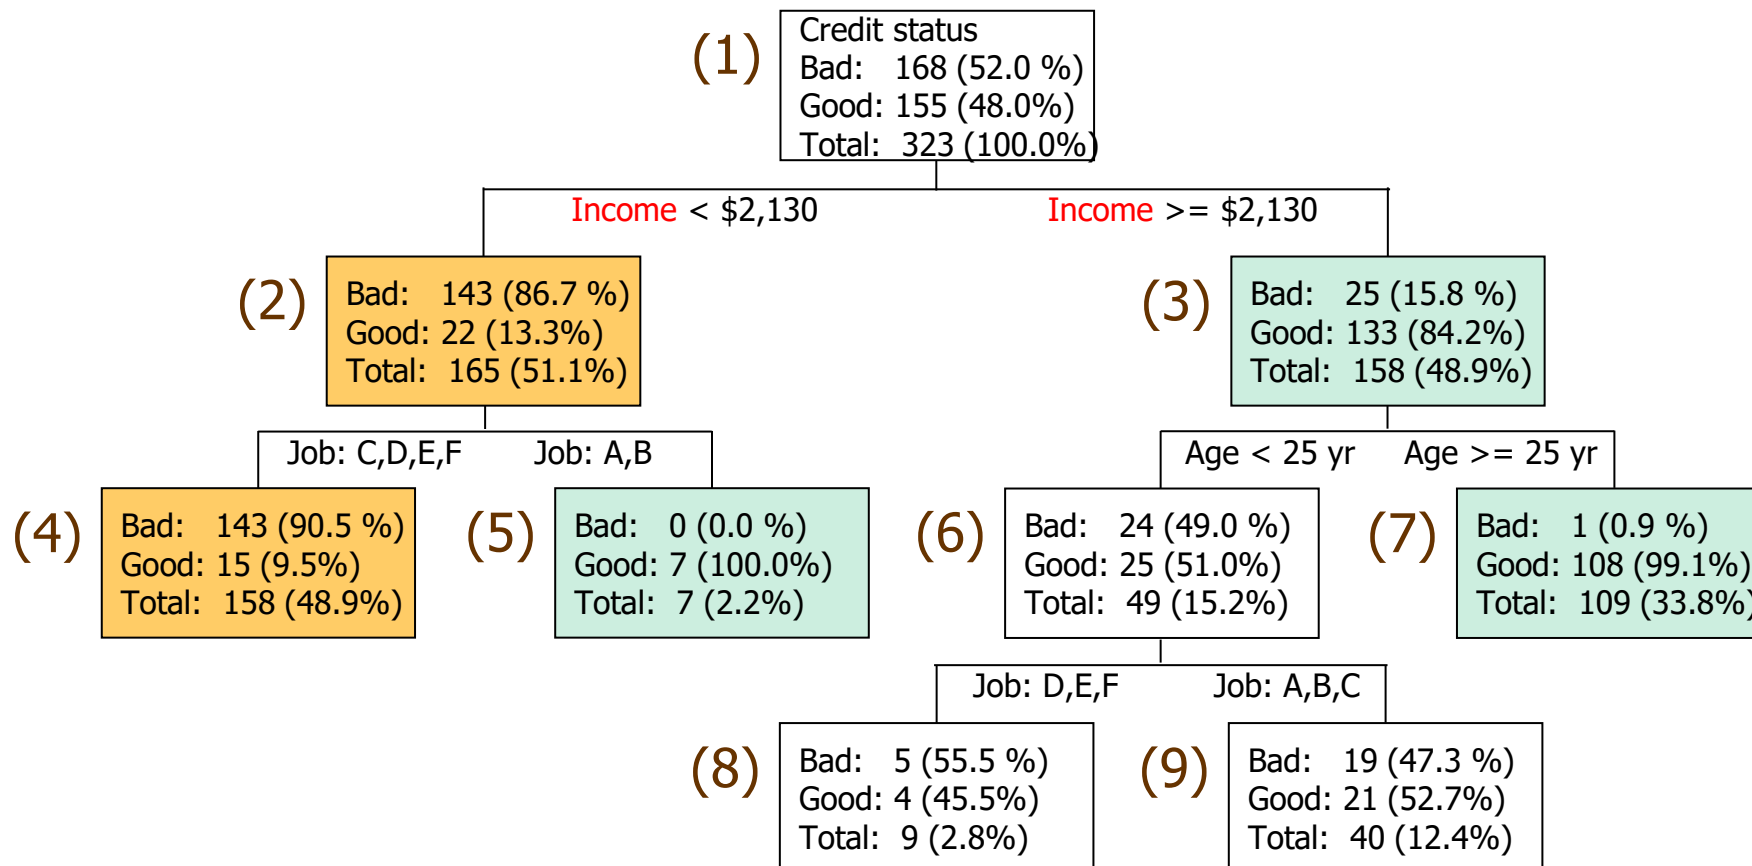 (1)
Credit status
Bad: 168 (52.0 %)
Good: 155 (48.0%)
Total: 323 (100.0%)
Income < $2,130
Income >= $2,130
(2)
Bad: 143 (86.7 %)
Good: 22 (13.3%)
Total: 165 (51.1%)
(3)
Bad: 25 (15.8 %)
Good: 133 (84.2%)
Total: 158 (48.9%)
Job: C,D,E,F
Job: A,B
Age < 25 yr
Age >= 25 yr
(4)
Bad: 143 (90.5 %)
Good: 15 (9.5%)
Total: 158 (48.9%)
(5)
Bad: 0 (0.0 %)
Good: 7 (100.0%)
Total: 7 (2.2%)
(6)
Bad: 24 (49.0 %)
Good: 25 (51.0%)
Total: 49 (15.2%)
(7)
Bad: 1 (0.9 %)
Good: 108 (99.1%)
Total: 109 (33.8%)
Job: D,E,F
Job: A,B,C
(8)
Bad: 5 (55.5 %)
Good: 4 (45.5%)
Total: 9 (2.8%)
(9)
Bad: 19 (47.3 %)
Good: 21 (52.7%)
Total: 40 (12.4%)